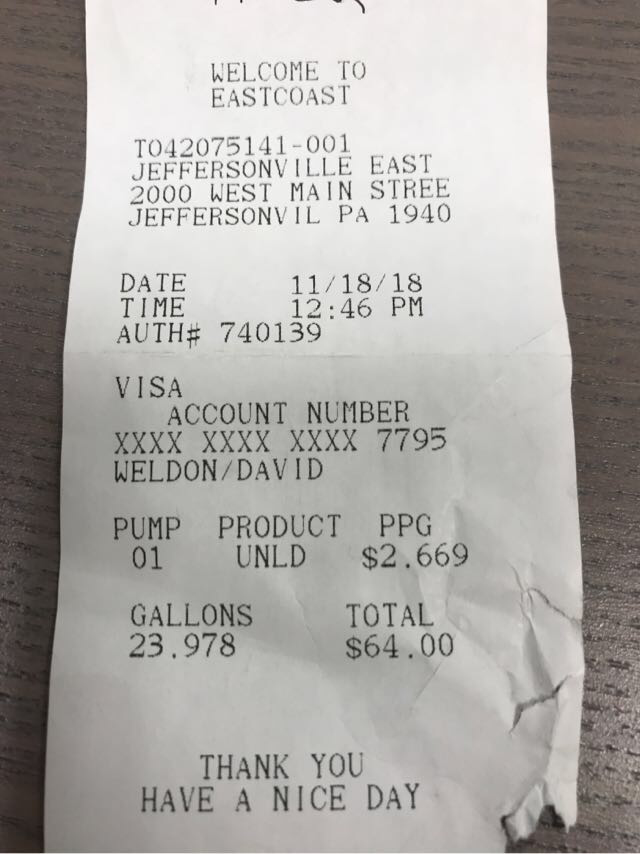 WELCOME TO
EASTCOAST
TO42075141-001
JEFFERSONVILLE EAST
2000 WEST MAIN STREE
JEFFERSONVIL PA 1940
DATE 11/18/18
TIME 12:46 PM
AUTH# 740139
VISA
ACCOUNT NUMBER
XXXX XXXX XXXX 7795
WELDON/DAVID
PUMP PRODUCT PPG
01 UNLD $2.669
GALLONS TOTAL
23.978 $64.00
THANK YOU
HAVE A NICE DAY